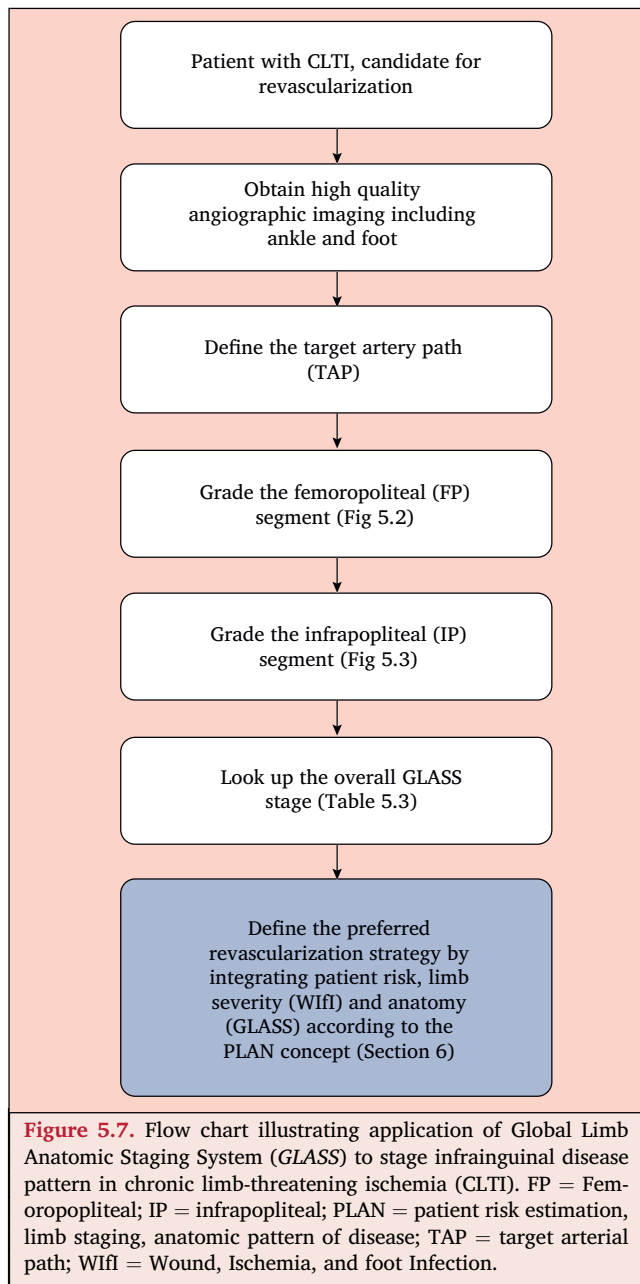 Patient with CLTI, candidate for
revascularization
Obtain high quality
angiographic imaging including
ankle and foot
Define the target artery path
(TAP)
Grade the femoropoliteal (FP)
segment (Fig 5.2)
Grade the infrapopliteal (IP)
segment (Fig 5.3)
Look up the overall GLASS
stage (Table 5.3)
Define the preferred
revascularization strategy by
integrating patient risk, limb
severity (WIfI) and anatomy
(GLASS) according to the
PLAN concept (Section 6)
Figure 5.7. Flow chart illustrating application of Global Limb
Anatomic Staging System (GLASS) to stage infrainguinal disease
pattern in chronic limb-threatening ischemia (CLTI). FP = Fem-
oropopliteal; IP = infrapopliteal; PLAN = patient risk estimation,
limb staging, anatomic pattern of disease; TAP = target arterial
path; WIfI = Wound, Ischemia, and foot Infection.